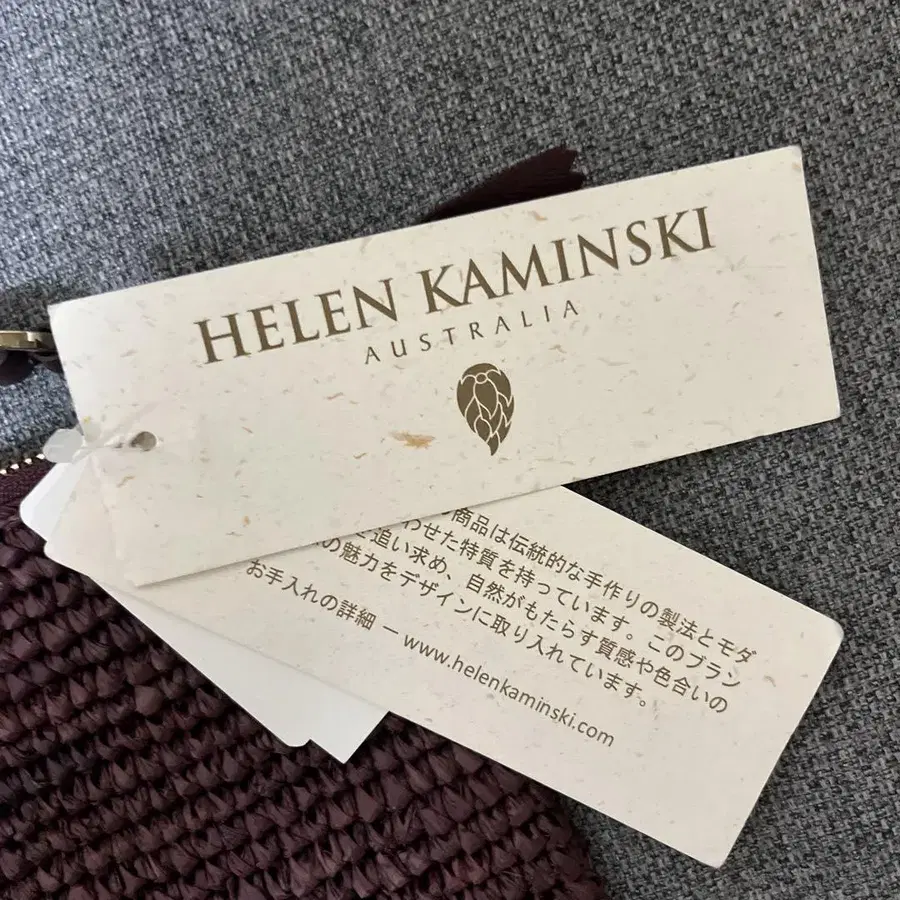 HELEN KAMINSKI
AUSTRALIA
商品は伝統的な手作りの製法とモダ
わせた特質を持っています。このブラン
追い求め、自然がもたらす質感や色合いの
の魅力をデザインに取り入れています。
お手入れの詳細 — www.helenkaminski.com